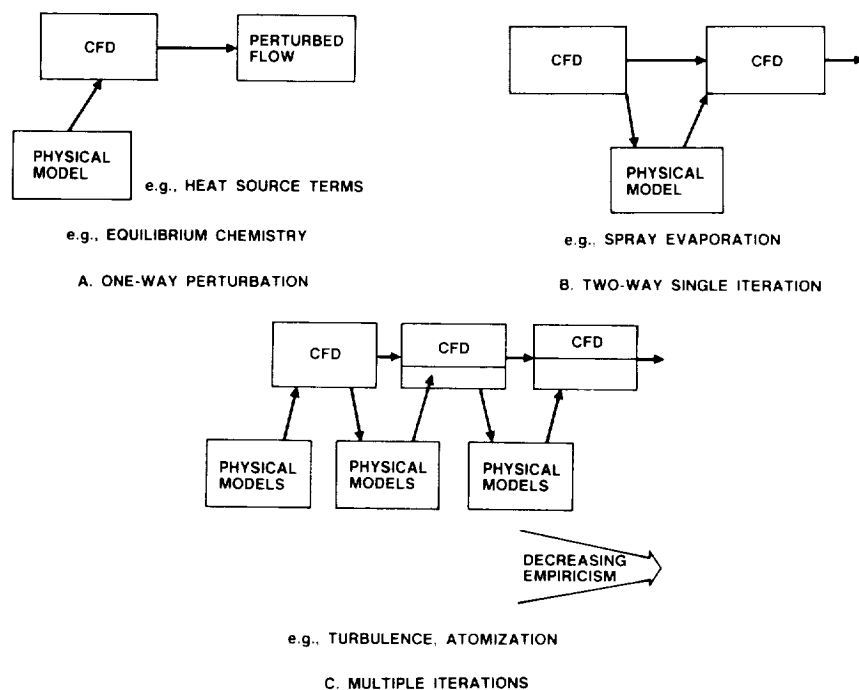 CFD
PERTURBED
FLOW
PHYSICAL
MODEL
e.g., HEAT SOURCE TERMS
e.g., EQUILIBRIUM CHEMISTRY
A. ONE-WAY PERTURBATION
CFD
CFD
PHYSICAL
MODEL
e.g., SPRAY EVAPORATION
B. TWO-WAY SINGLE ITERATION
CFD
CFD
CFD
PHYSICAL
MODELS
PHYSICAL
MODELS
PHYSICAL
MODELS
DECREASING
EMPIRICISM
e.g., TURBULENCE, ATOMIZATION
C. MULTIPLE ITERATIONS